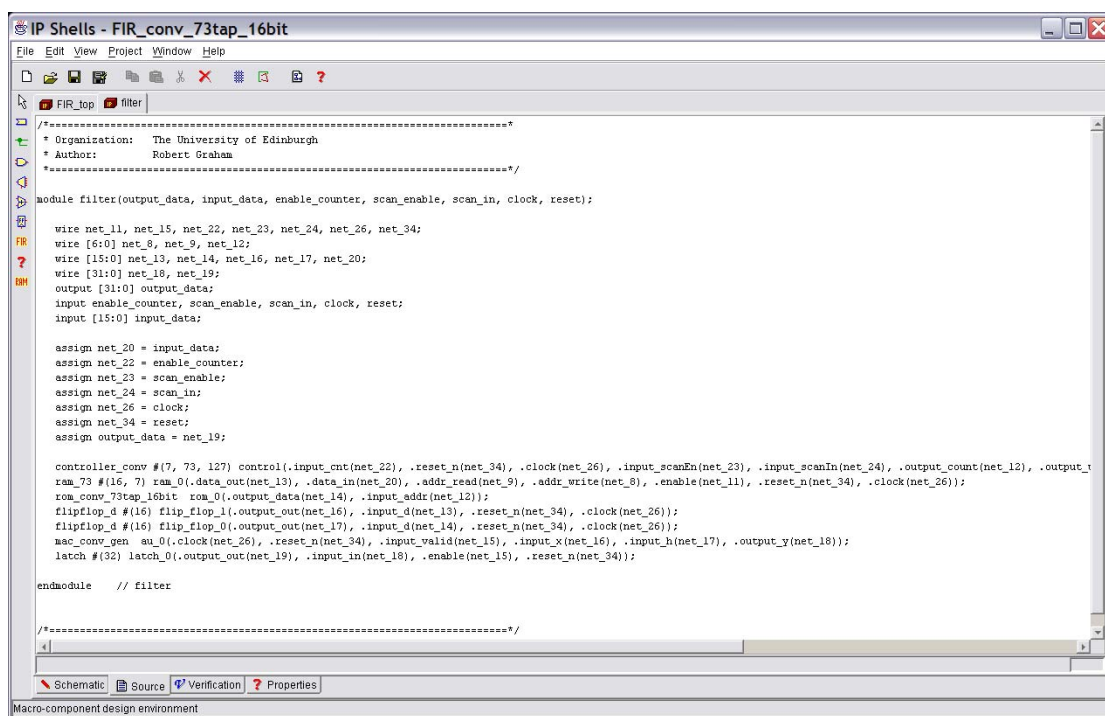 IP Shells - FIR_conv_73tap_16bit
File Edit View Project Window Help
FIR_top filter
/*===========================================================================*
* Organization: The University of Edinburgh
* Author: Robert Graham
*===========================================================================*/
module filter(output_data, input_data, enable_counter, scan_enable, scan_in, clock, reset);
wire net_11, net_15, net_22, net_23, net_24, net_26, net_34;
wire [6:0] net_8, net_9, net_12;
wire [15:0] net_13, net_14, net_16, net_17, net_20;
wire [31:0] net_18, net_19;
output [31:0] output_data;
input enable_counter, scan_enable, scan_in, clock, reset;
input [15:0] input_data;
assign net_20 = input_data;
assign net_22 = enable_counter;
assign net_23 = scan_enable;
assign net_24 = scan_in;
assign net_26 = clock;
assign net_34 = reset;
assign output_data = net_19;
controller_conv #(7, 73, 127) control(.input_cnt(net_22), .reset_n(net_34), .clock(net_26), .input_scanEn(net_23), .input_scanIn(net_24), .output_count(net_12), 
ram_73 #(16, 7) ram_0(.data_out(net_13), .data_in(net_20), .addr_read(net_9), .addr_write(net_8), .enable(net_11), .reset_n(net_34), .clock(net_26));
rom_conv_73tap_16bit rom_0(.output_data(net_14), .input_addr(net_12));
flipflop_d #(16) flip_flop_1(.output_out(net_16), .input_d(net_13), .reset_n(net_34), .clock(net_26));
flipflop_d #(16) flip_flop_0(.output_out(net_17), .input_d(net_14), .reset_n(net_34), .clock(net_26));
mac_conv_gen au_0(.clock(net_26), .reset_n(net_34), .input_valid(net_15), .input_x(net_16), .input_h(net_17), .output_y(net_18));
latch #(32) latch_0(.output_out(net_19), .input_in(net_18), .enable(net_15), .reset_n(net_34));
endmodule // filter
/*===========================================================================*/
FIR
Schematic Source Verification Properties
Macro-component design environment